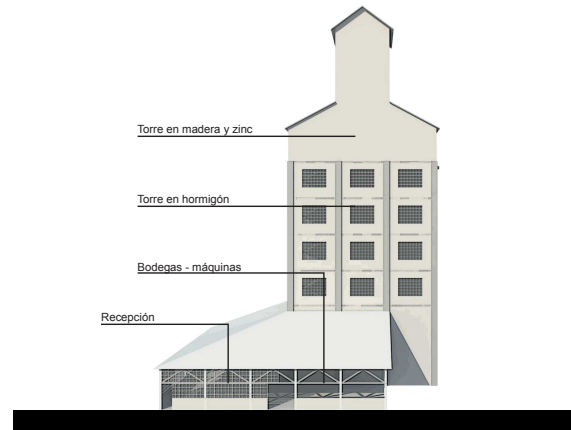 Torre en madera y zinc
Torre en hormigón
Bodegas - máquinas
Recepción